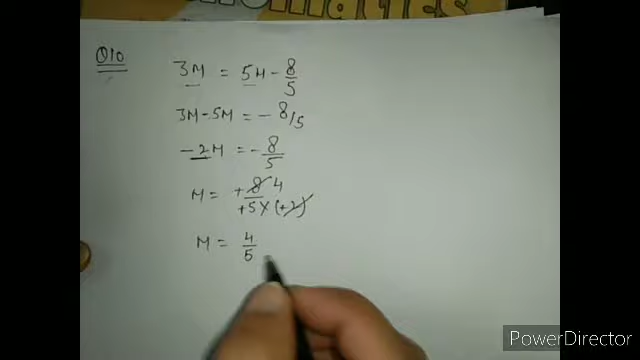 Q10
3M = 5M - 8/5
3M - 5M = - 8/5
- 2M = - 8/5
M = +8 4 / +5 × (+2)
M = 4/5
PowerDirector